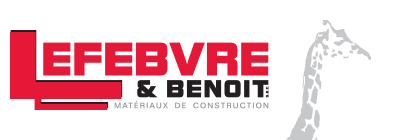 LEFEBVRE
& BENOIT
MATÉRIAUX DE CONSTRUCTION